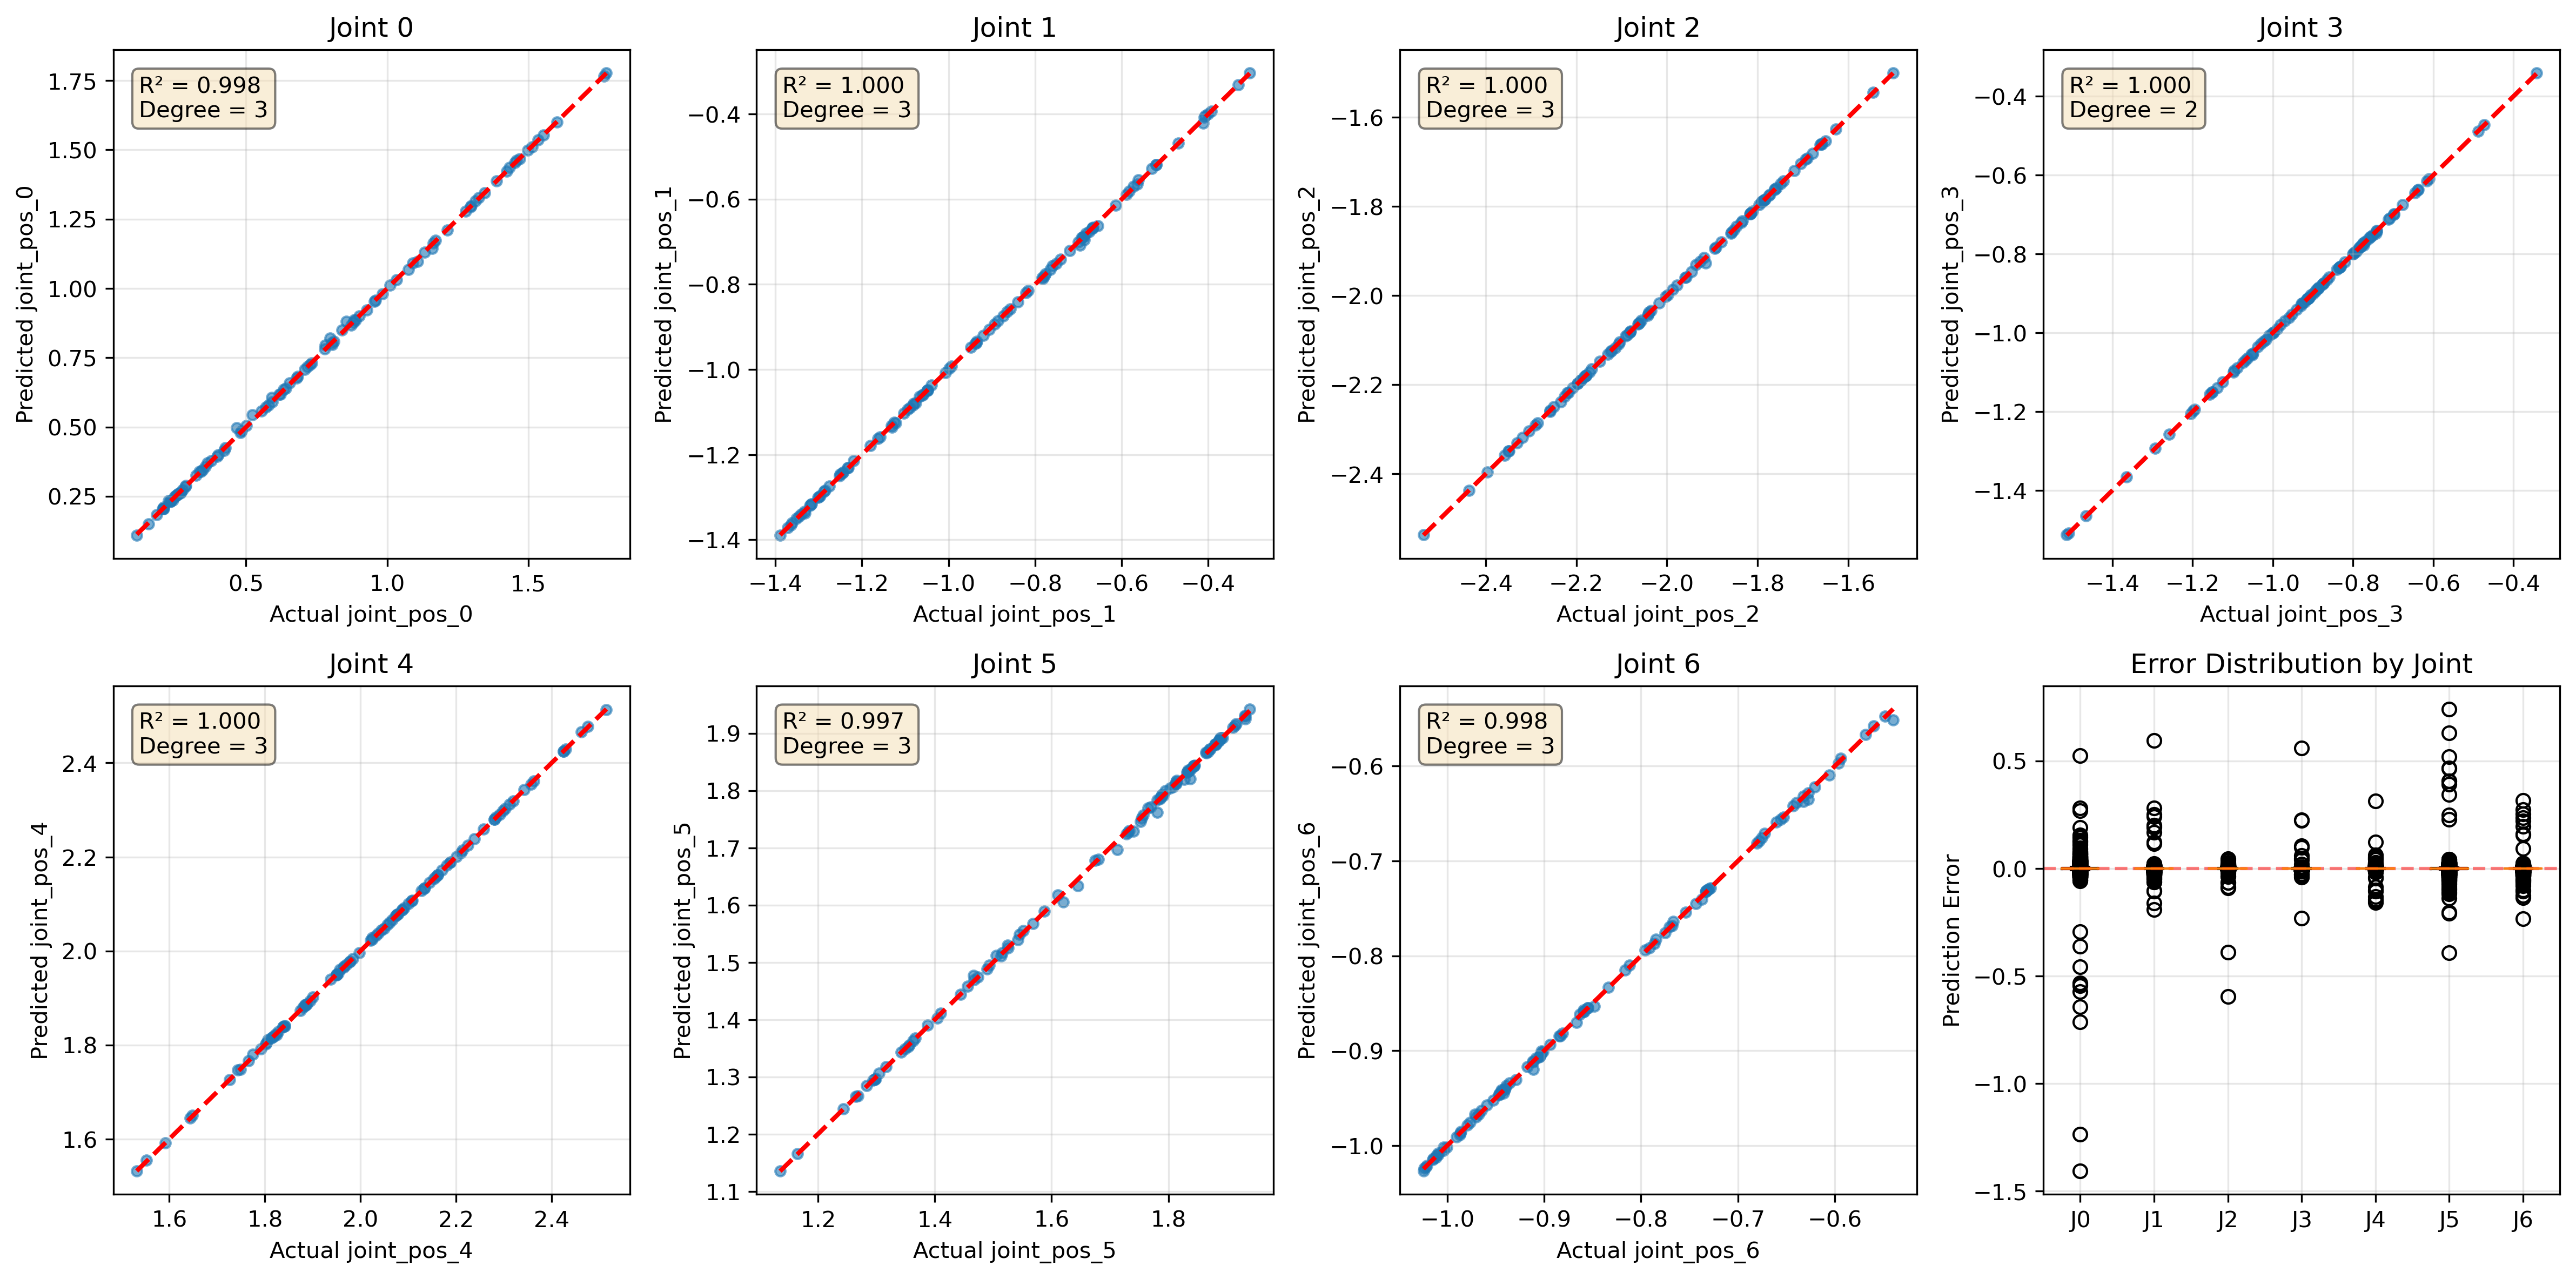 Joint 0
R² = 0.998
Degree = 3
1.75
1.50
1.25
1.00
0.75
0.50
0.25
Predicted joint_pos_0
0.5 1.0 1.5
Actual joint_pos_0
Joint 1
R² = 1.000
Degree = 3
−0.4
−0.6
−0.8
−1.0
−1.2
−1.4
Predicted joint_pos_1
−1.4 −1.2 −1.0 −0.8 −0.6 −0.4
Actual joint_pos_1
Joint 2
R² = 1.000
Degree = 3
−1.6
−1.8
−2.0
−2.2
−2.4
Predicted joint_pos_2
−2.4 −2.2 −2.0 −1.8 −1.6
Actual joint_pos_2
Joint 3
R² = 1.000
Degree = 2
−0.4
−0.6
−0.8
−1.0
−1.2
−1.4
Predicted joint_pos_3
−1.4 −1.2 −1.0 −0.8 −0.6 −0.4
Actual joint_pos_3
Joint 4
R² = 1.000
Degree = 3
2.4
2.2
2.0
1.8
1.6
Predicted joint_pos_4
1.6 1.8 2.0 2.2 2.4
Actual joint_pos_4
Joint 5
R² = 0.997
Degree = 3
1.9
1.8
1.7
1.6
1.5
1.4
1.3
1.2
1.1
Predicted joint_pos_5
1.2 1.4 1.6 1.8
Actual joint_pos_5
Joint 6
R² = 0.998
Degree = 3
−0.6
−0.7
−0.8
−0.9
−1.0
Predicted joint_pos_6
−1.0 −0.9 −0.8 −0.7 −0.6
Actual joint_pos_6
Error Distribution by Joint
0.5
0.0
−0.5
−1.0
−1.5
Prediction Error
J0 J1 J2 J3 J4 J5 J6